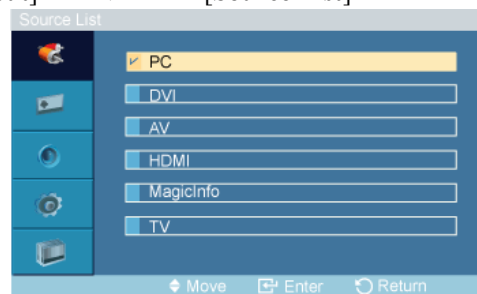 Source List
PC
DVI
AV
HDMI
MagicInfo
TV
Move Enter Return